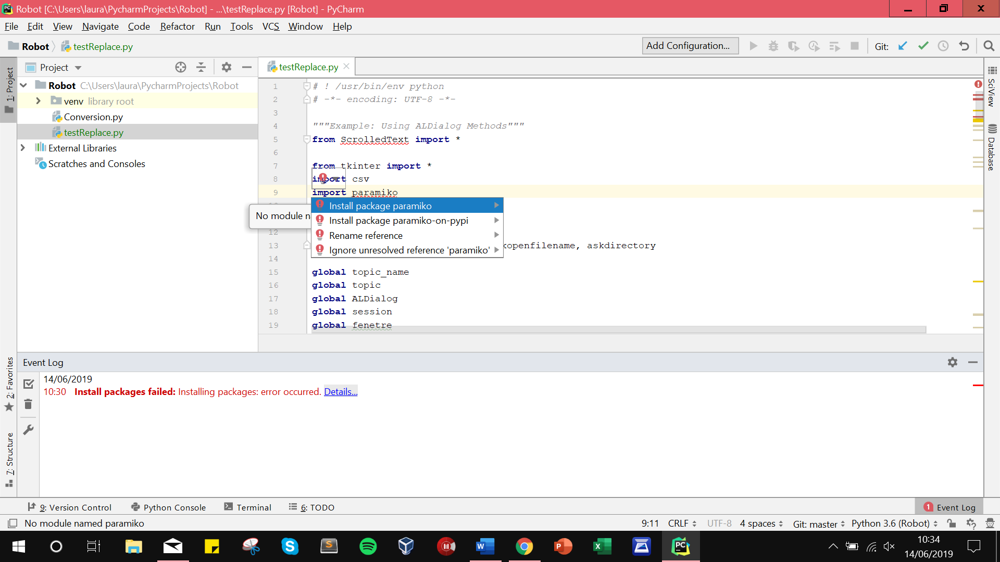 Robot [C:\Users\laura\PycharmProjects\Robot] - ...\testReplace.py [Robot] - PyCharm
File Edit View Navigate Code Refactor Run Tools VCS Window Help
Robot testReplace.py Add Configuration... Git:
Project
testReplace.py
1: Project
Robot C:\Users\laura\PycharmProjects\Robot
venv library root
Conversion.py
testReplace.py
External Libraries
Scratches and Consoles
1 # ! /usr/bin/env python
2 # -*- encoding: UTF-8 -*-
3
4 """Example: Using ALDialog Methods"""
5 from ScrolledText import *
6
7 from tkinter import *
8 import csv
9 import paramiko
No module n
Install package paramiko
Install package paramiko-on-pypi
Rename reference
Ignore unresolved reference 'paramiko'
12
13 kopenfilename, askdirectory
14
15 global topic_name
16 global topic
17 global ALDialog
18 global session
19 global fenetre
SciView
Database
2: Favorites
7: Structure
Event Log
14/06/2019
10:30 Install packages failed: Installing packages: error occurred. Details...
9: Version Control Python Console Terminal 6: TODO 1 Event Log
No module named paramiko 9:11 CRLF UTF-8 4 spaces Git: master Python 3.6 (Robot)
10:34
14/06/2019